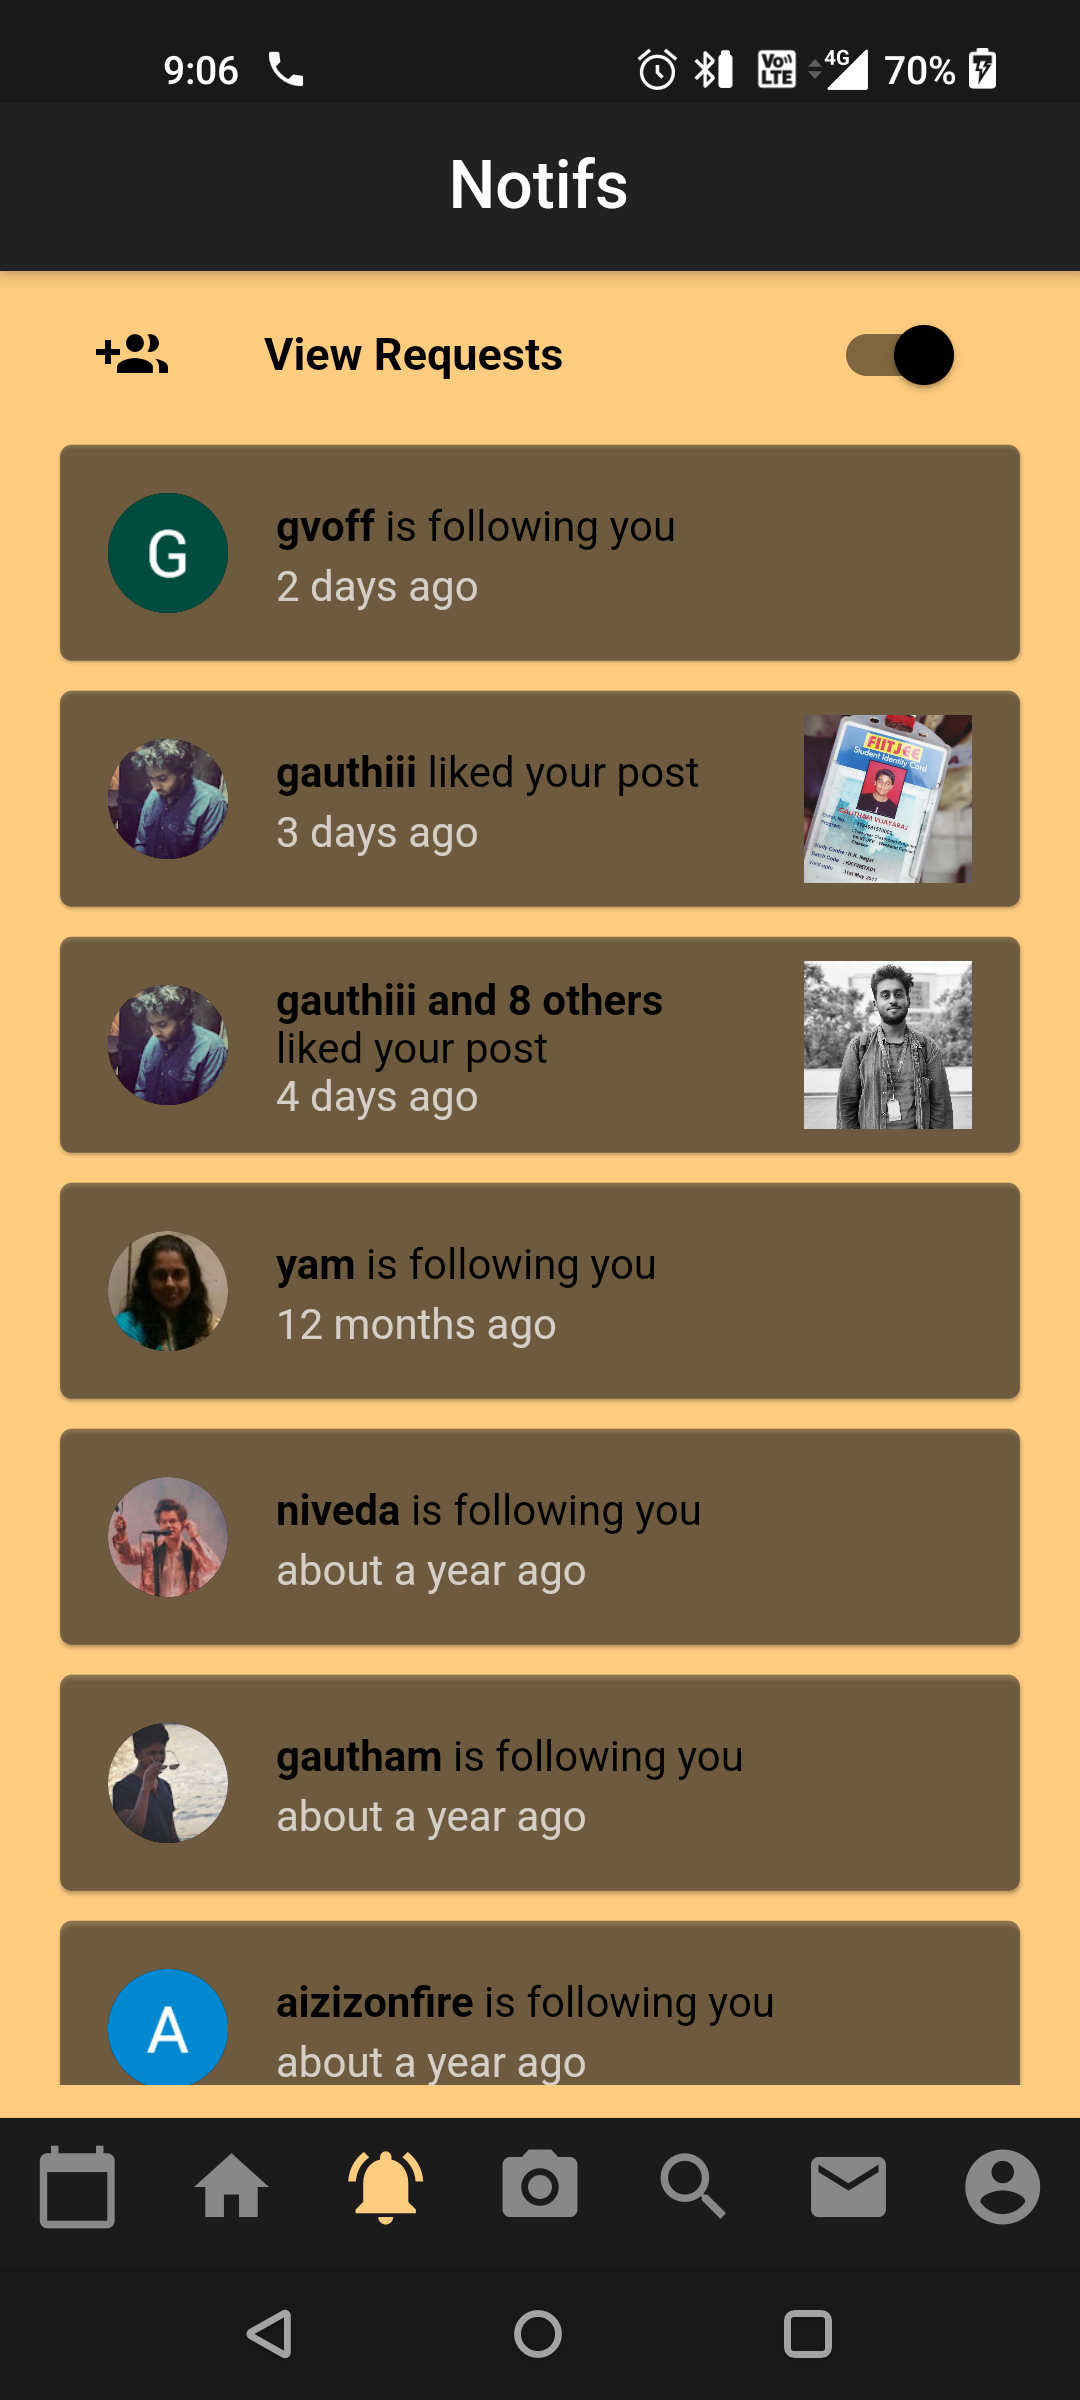 9:06 Vo LTE 4G 70%
Notifs
View Requests
G
gvoff is following you
2 days ago
gauthiii liked your post
3 days ago
FIITJEE
Student Identity Card
GAUTHAM VIJAYARAJ
gauthiii and 8 others
liked your post
4 days ago
yam is following you
12 months ago
niveda is following you
about a year ago
gautham is following you
about a year ago
A
aizizonfire is following you
about a year ago